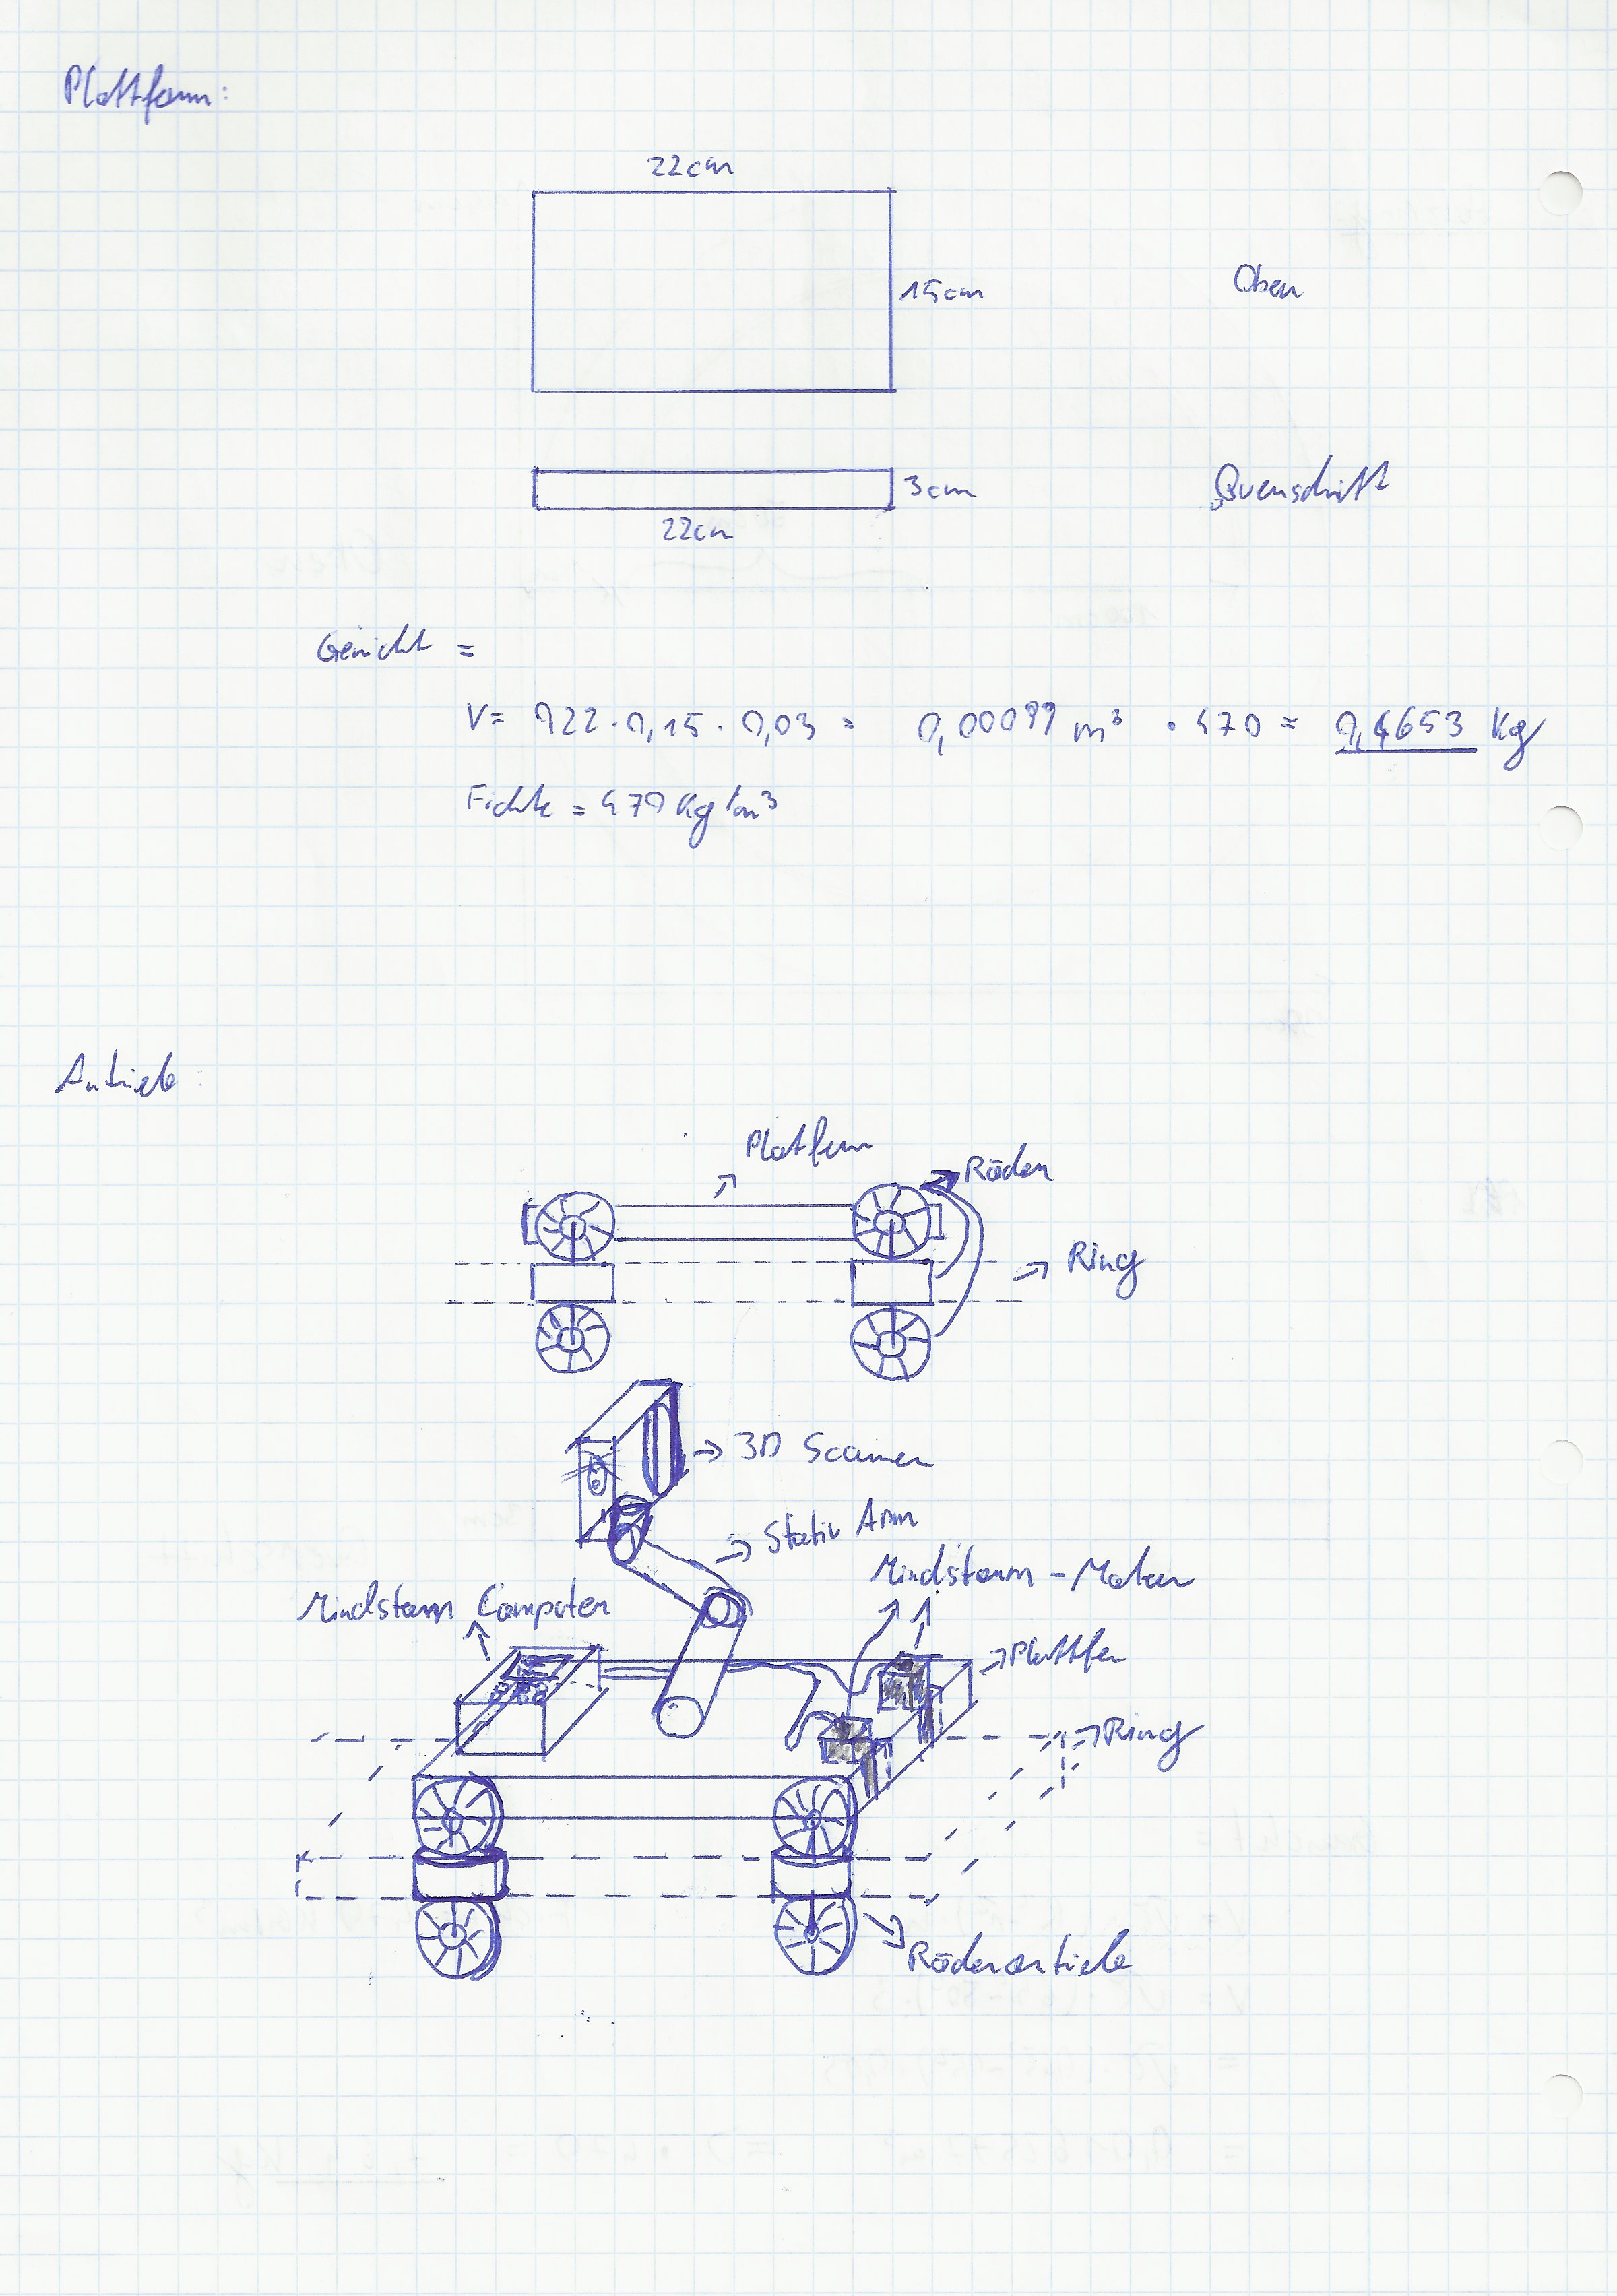 Plattform:
22cm
15cm
Oben
3cm
Querschnitt
22cm
Gewicht =
V = 0,22 · 0,15 · 0,03 = 0,00099 m³ · 470 = 0,4653 Kg
Fichte = 470 Kg/m³
Antrieb:
Plattform
Räder
Ring
3D Scanner
Stativ Arm
Mindstorm - Motor
Mindstorm Computer
Ring
Räderantrieb